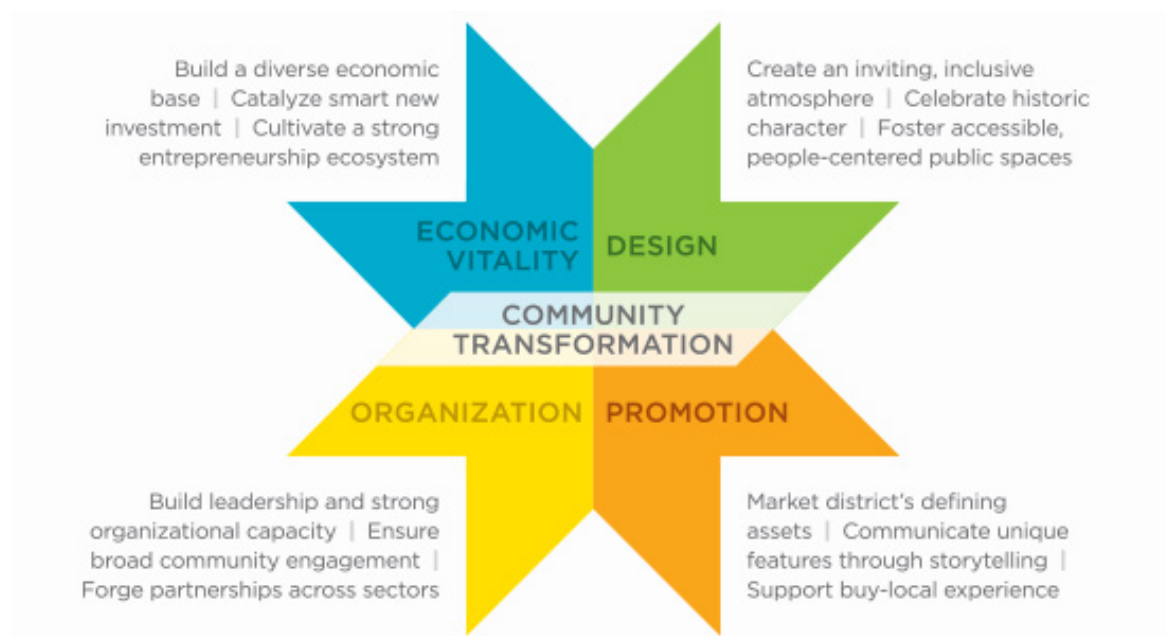 Build a diverse economic
base | Catalyze smart new
investment | Cultivate a strong
entrepreneurship ecosystem
Create an inviting, inclusive
atmosphere | Celebrate historic
character | Foster accessible,
people-centered public spaces
ECONOMIC
VITALITY
DESIGN
COMMUNITY
TRANSFORMATION
ORGANIZATION
PROMOTION
Build leadership and strong
organizational capacity | Ensure
broad community engagement |
Forge partnerships across sectors
Market district's defining
assets | Communicate unique
features through storytelling |
Support buy-local experience